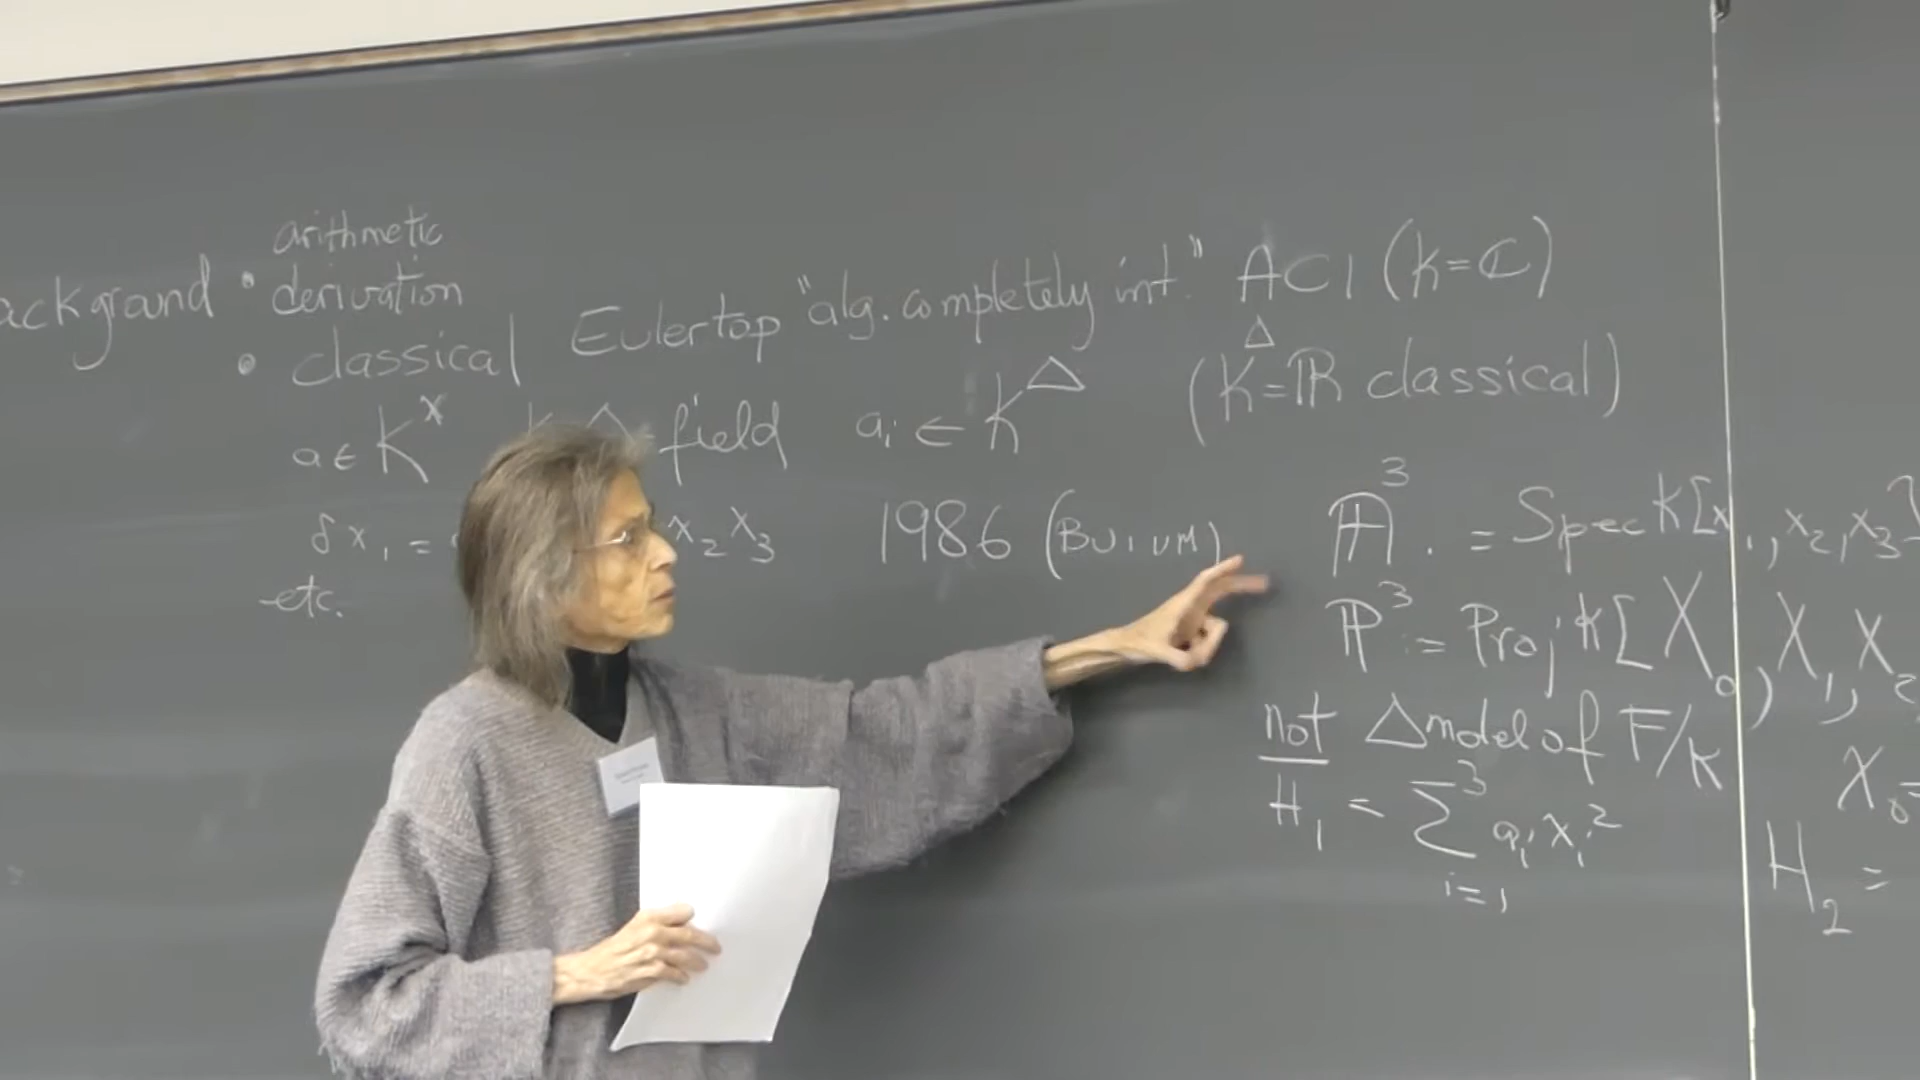 arithmetic
ackground • derivation
• classical Euler top "alg. completely int." ACI (k=ℂ)
a ∈ K^x field a_i ∈ K^Δ (K^Δ=ℝ classical)
δx_1 = x_2 x_3 1986 (BUIUM) 𝔸^3 . = Spec K[x_1, x_2, x_3]
etc. ℙ^3 := Proj k[X_0, X_1, X_2
not Δ model of F/K X_0 =
H_1 = Σ_{i=1}^3 a_i x_i^2 H_2 =